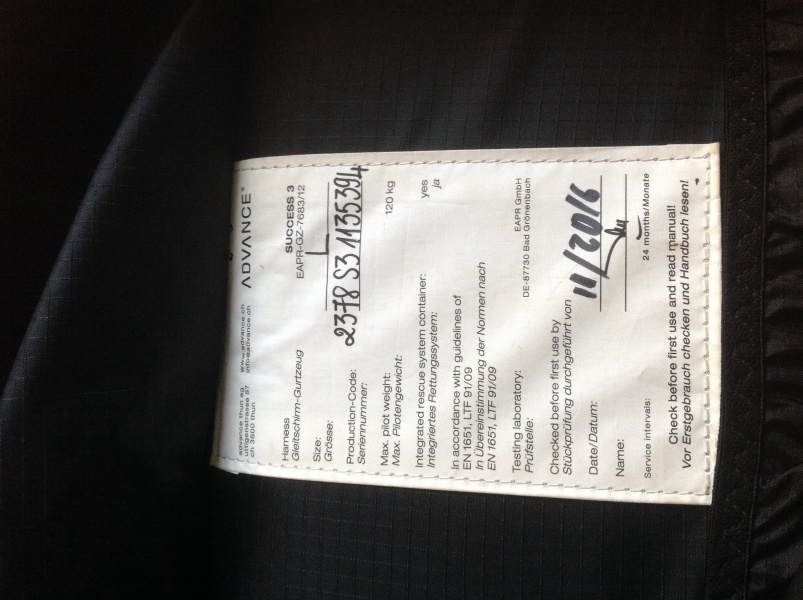 advance thun ag www.advance.ch
uttigenstrasse 87 info@advance.ch
ch 3600 thun ADVANCE
Harness SUCCESS 3
Gleitschirm-Gurtzeug EAPR-GZ-7683/12
Size: L
Grösse:
Production-Code: 2378 S3 1135394
Seriennummer:
Max. pilot weight: 120 kg
Max. Pilotengewicht:
Integrated rescue system container: yes
Integriertes Rettungssystem: ja
In accordance with guidelines of
EN 1651, LTF 91/09
In Übereinstimmung der Normen nach
EN 1651, LTF 91/09
Testing laboratory: EAPR GmbH
Prüfstelle: DE-87730 Bad Grönenbach
Checked before first use by
Stückprüfung durchgeführt von
Date/Datum: 11/2016
Name:
Service intervals: 24 months/Monate
Check before first use and read manual!
Vor Erstgebrauch checken und Handbuch lesen!